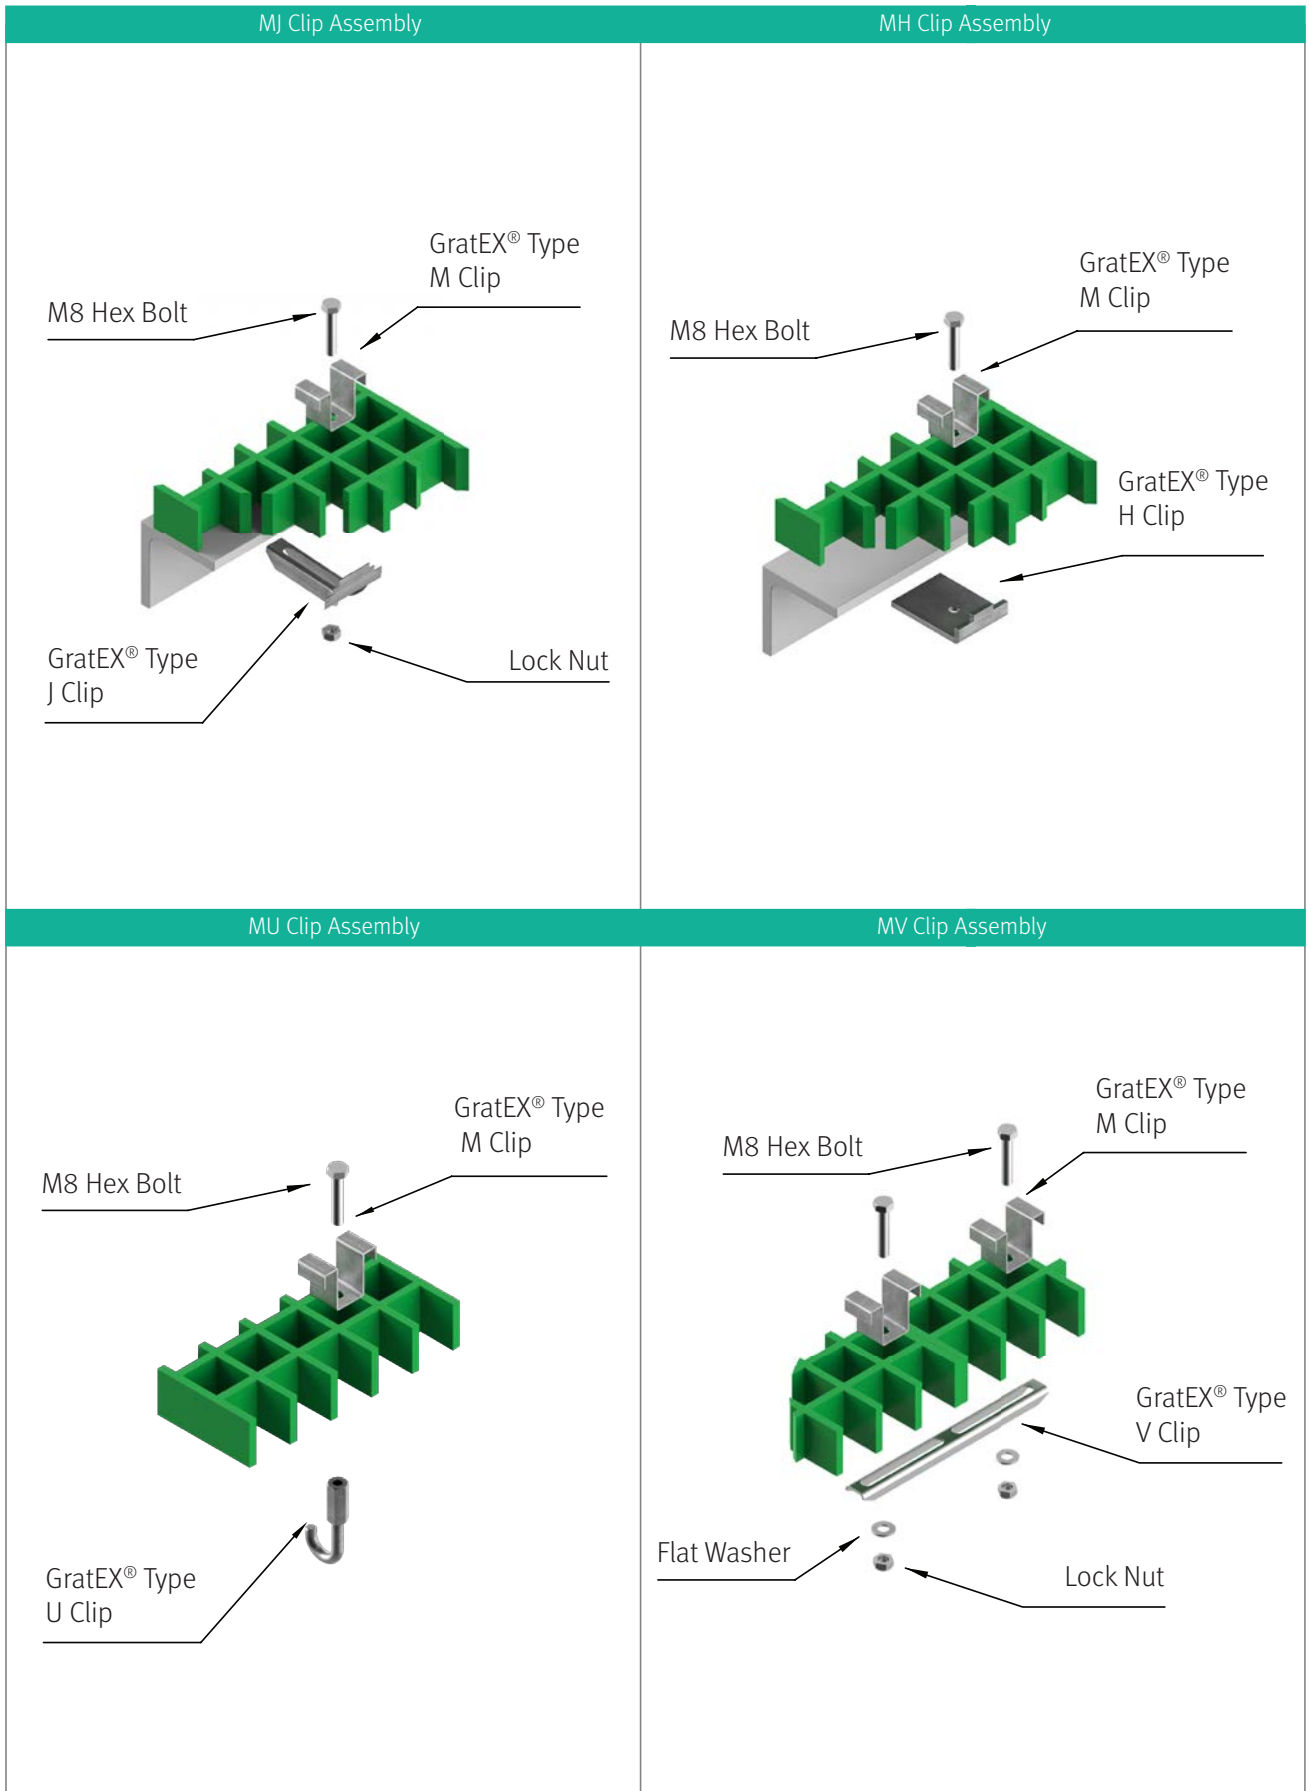 MJ Clip Assembly
GratEX® Type
M Clip
M8 Hex Bolt
GratEX® Type
J Clip
Lock Nut
MH Clip Assembly
GratEX® Type
M Clip
M8 Hex Bolt
GratEX® Type
H Clip
MU Clip Assembly
GratEX® Type
M Clip
M8 Hex Bolt
GratEX® Type
U Clip
MV Clip Assembly
GratEX® Type
M Clip
M8 Hex Bolt
GratEX® Type
V Clip
Flat Washer
Lock Nut